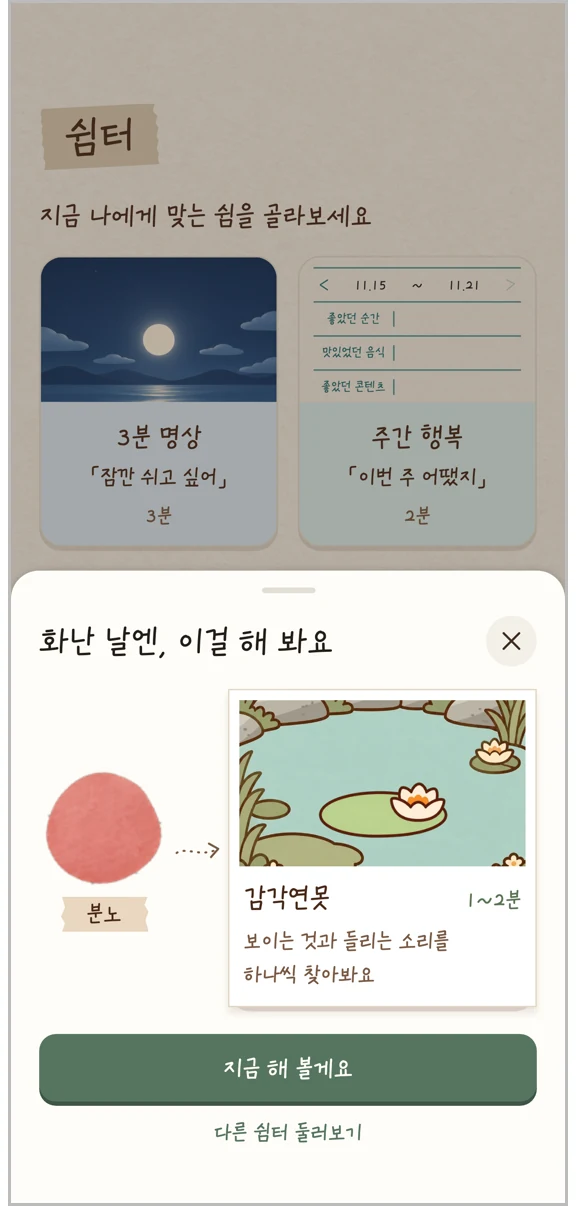 쉼터
지금 나에게 맞는 쉼을 골라보세요
< 11.15 ~ 11.21 >
좋았던 순간
맛있었던 음식
좋았던 콘텐츠
3분 명상
「잠깐 쉬고 싶어」
3분
주간 행복
「이번 주 어땠지」
2분
화난 날엔, 이걸 해 봐요
분노
감각연못
1~2분
보이는 것과 들리는 소리를
하나씩 찾아봐요
지금 해 볼게요
다른 쉼터 둘러보기